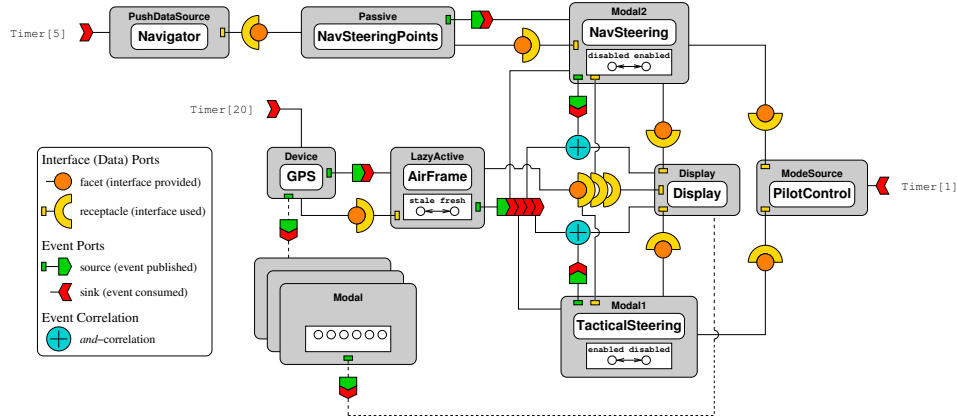 PushDataSource
Navigator
Timer[5]
Passive
NavSteeringPoints
Modal2
NavSteering
disabled enabled
Timer[20]
Device
GPS
LazyActive
AirFrame
stale fresh
Display
Display
ModeSource
PilotControl
Timer[1]
Interface (Data) Ports
facet (interface provided)
receptacle (interface used)
Event Ports
source (event published)
sink (event consumed)
Event Correlation
and–correlation
Modal
Modal1
TacticalSteering
enabled disabled